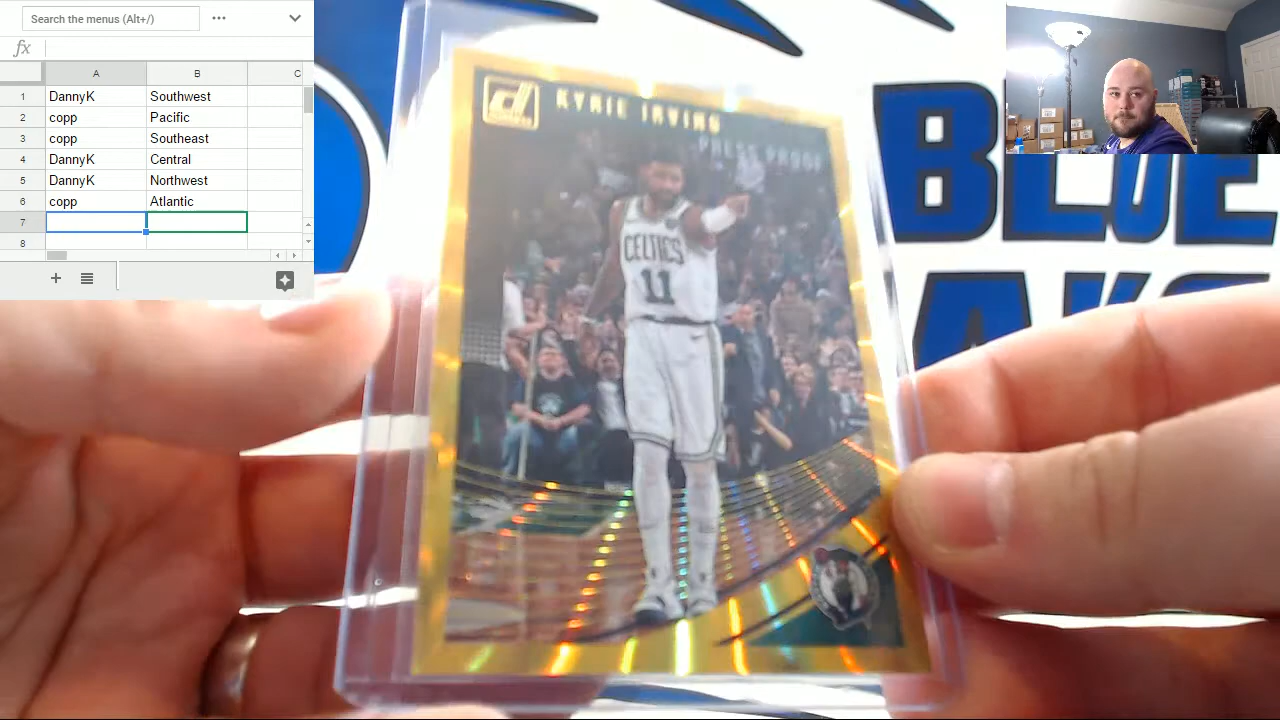 Search the menus (Alt+/)
fx
A B C
1 DannyK Southwest
2 copp Pacific
3 copp Southeast
4 DannyK Central
5 DannyK Northwest
6 copp Atlantic
7
8
KYRIE IRVING
PRESS PROOF
CELTICS
11
BLUE